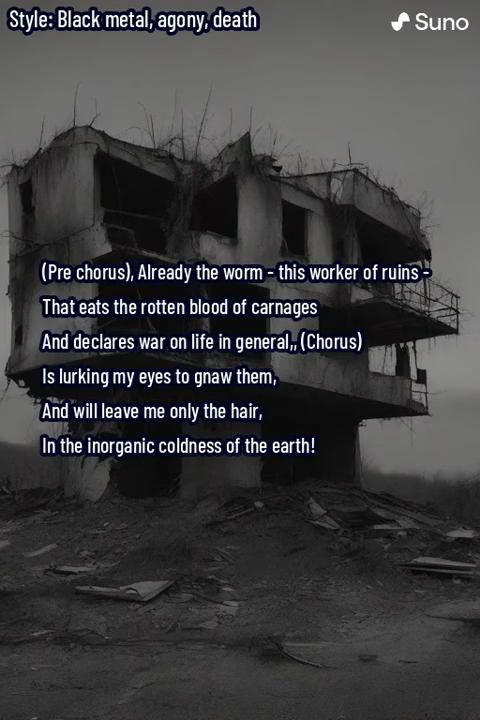 Style: Black metal, agony, death
Suno
(Pre chorus), Already the worm - this worker of ruins -
That eats the rotten blood of carnages
And declares war on life in general,, (Chorus)
Is lurking my eyes to gnaw them,
And will leave me only the hair,
In the inorganic coldness of the earth!